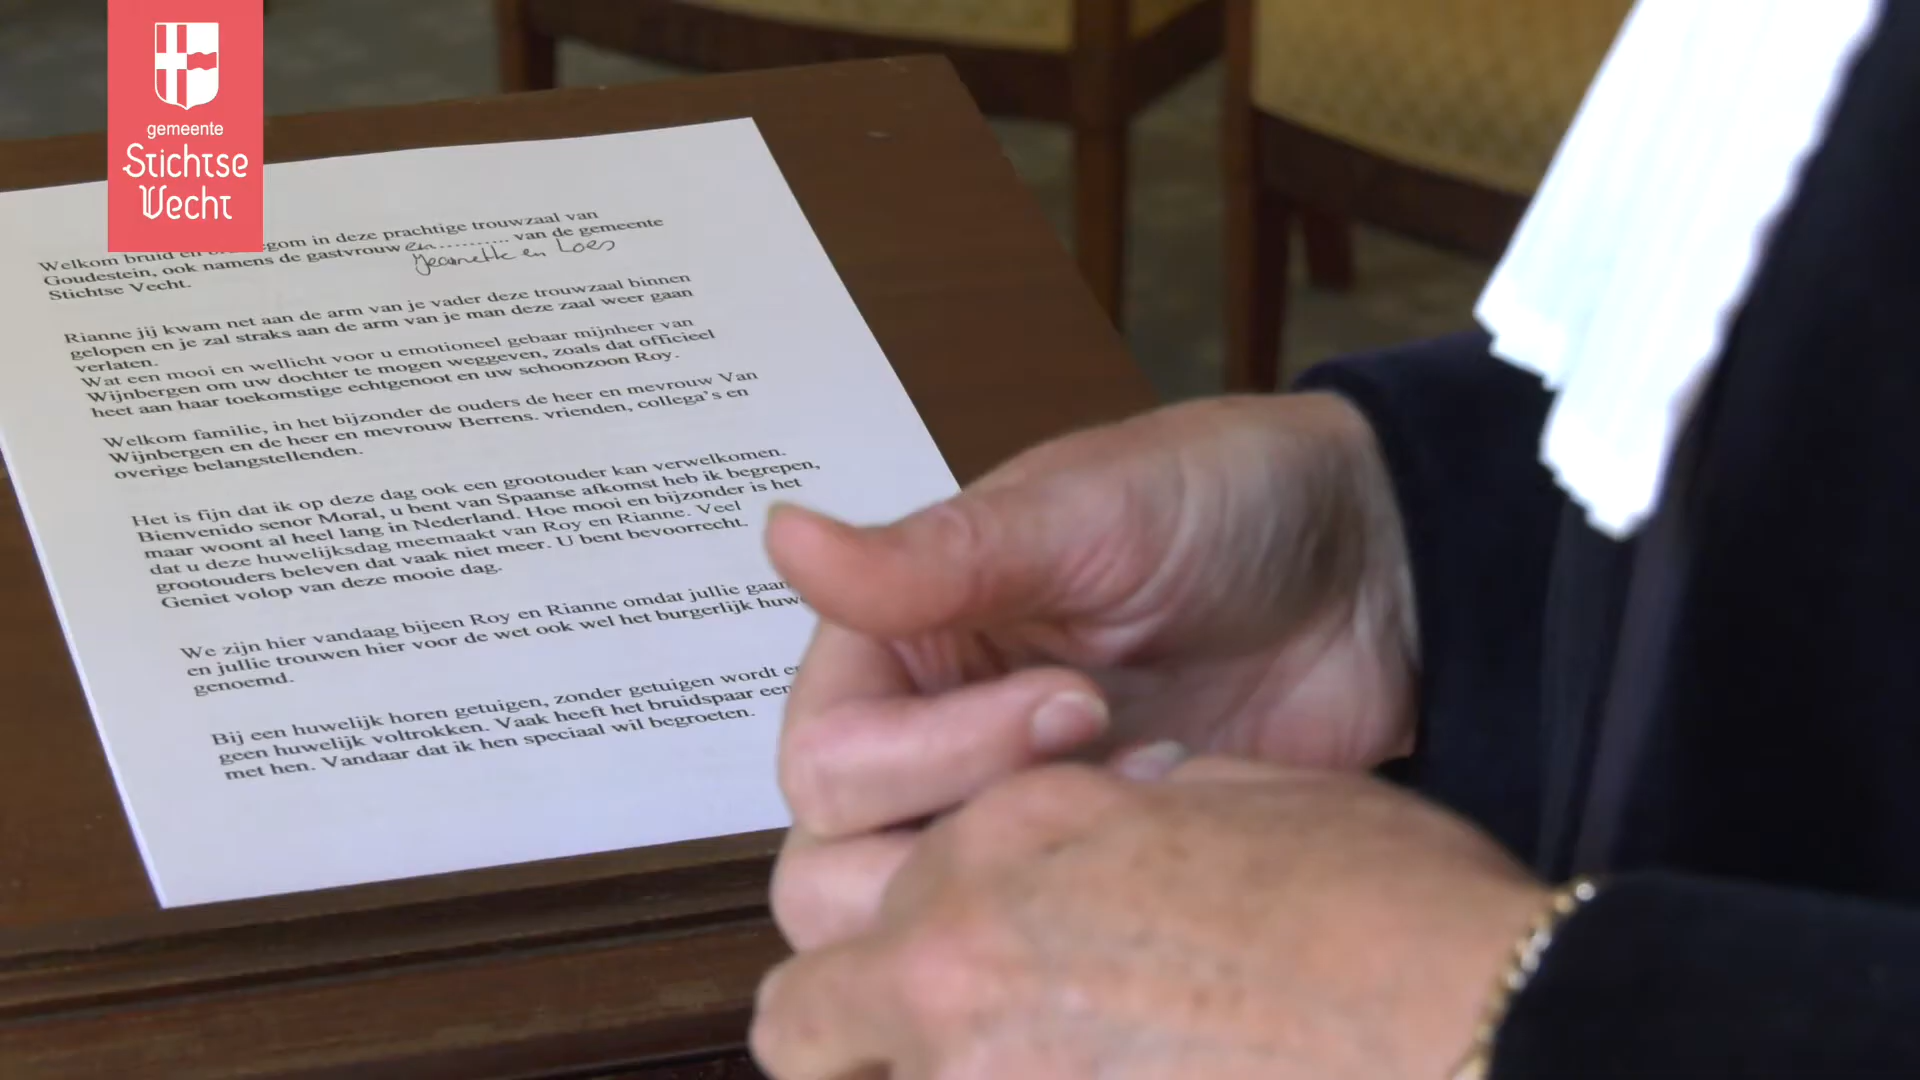 gemeente
Stichtse
Vecht
Welkom bruid en bruidegom in deze prachtige trouwzaal van
Goudestein, ook namens de gastvrouw en .......... van de gemeente
Jeannette en Loes
Stichtse Vecht.
Rianne jij kwam net aan de arm van je vader deze trouwzaal binnen
gelopen en je zal straks aan de arm van je man deze zaal weer gaan
verlaten.
Wat een mooi en wellicht voor u emotioneel gebaar mijnheer van
Wijnbergen om uw dochter te mogen weggeven, zoals dat officieel
heet aan haar toekomstige echtgenoot en uw schoonzoon Roy.
Welkom familie, in het bijzonder de ouders de heer en mevrouw Van
Wijnbergen en de heer en mevrouw Berrens. vrienden, collega's en
overige belangstellenden.
Het is fijn dat ik op deze dag ook een grootouder kan verwelkomen.
Bienvenido senor Moral, u bent van Spaanse afkomst heb ik begrepen,
maar woont al heel lang in Nederland. Hoe mooi en bijzonder is het
dat u deze huwelijksdag meemaakt van Roy en Rianne. Veel
grootouders beleven dat vaak niet meer. U bent bevoorrecht.
Geniet volop van deze mooie dag.
We zijn hier vandaag bijeen Roy en Rianne omdat jullie gaan
en jullie trouwen hier voor de wet ook wel het burgerlijk huw
genoemd.
Bij een huwelijk horen getuigen, zonder getuigen wordt e
geen huwelijk voltrokken. Vaak heeft het bruidspaar een
met hen. Vandaar dat ik hen speciaal wil begroeten.